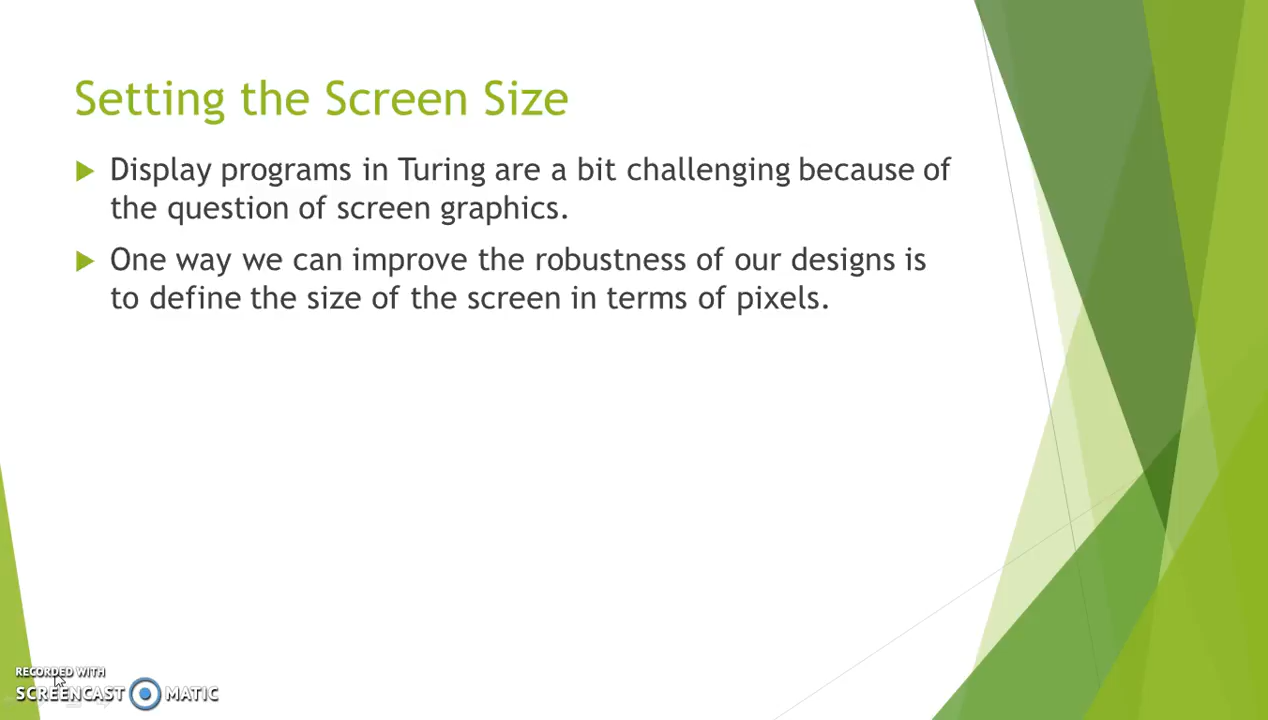 Setting the Screen Size
Display programs in Turing are a bit challenging because of
the question of screen graphics.
One way we can improve the robustness of our designs is
to define the size of the screen in terms of pixels.
RECORDED WITH
SCREENCAST MATIC